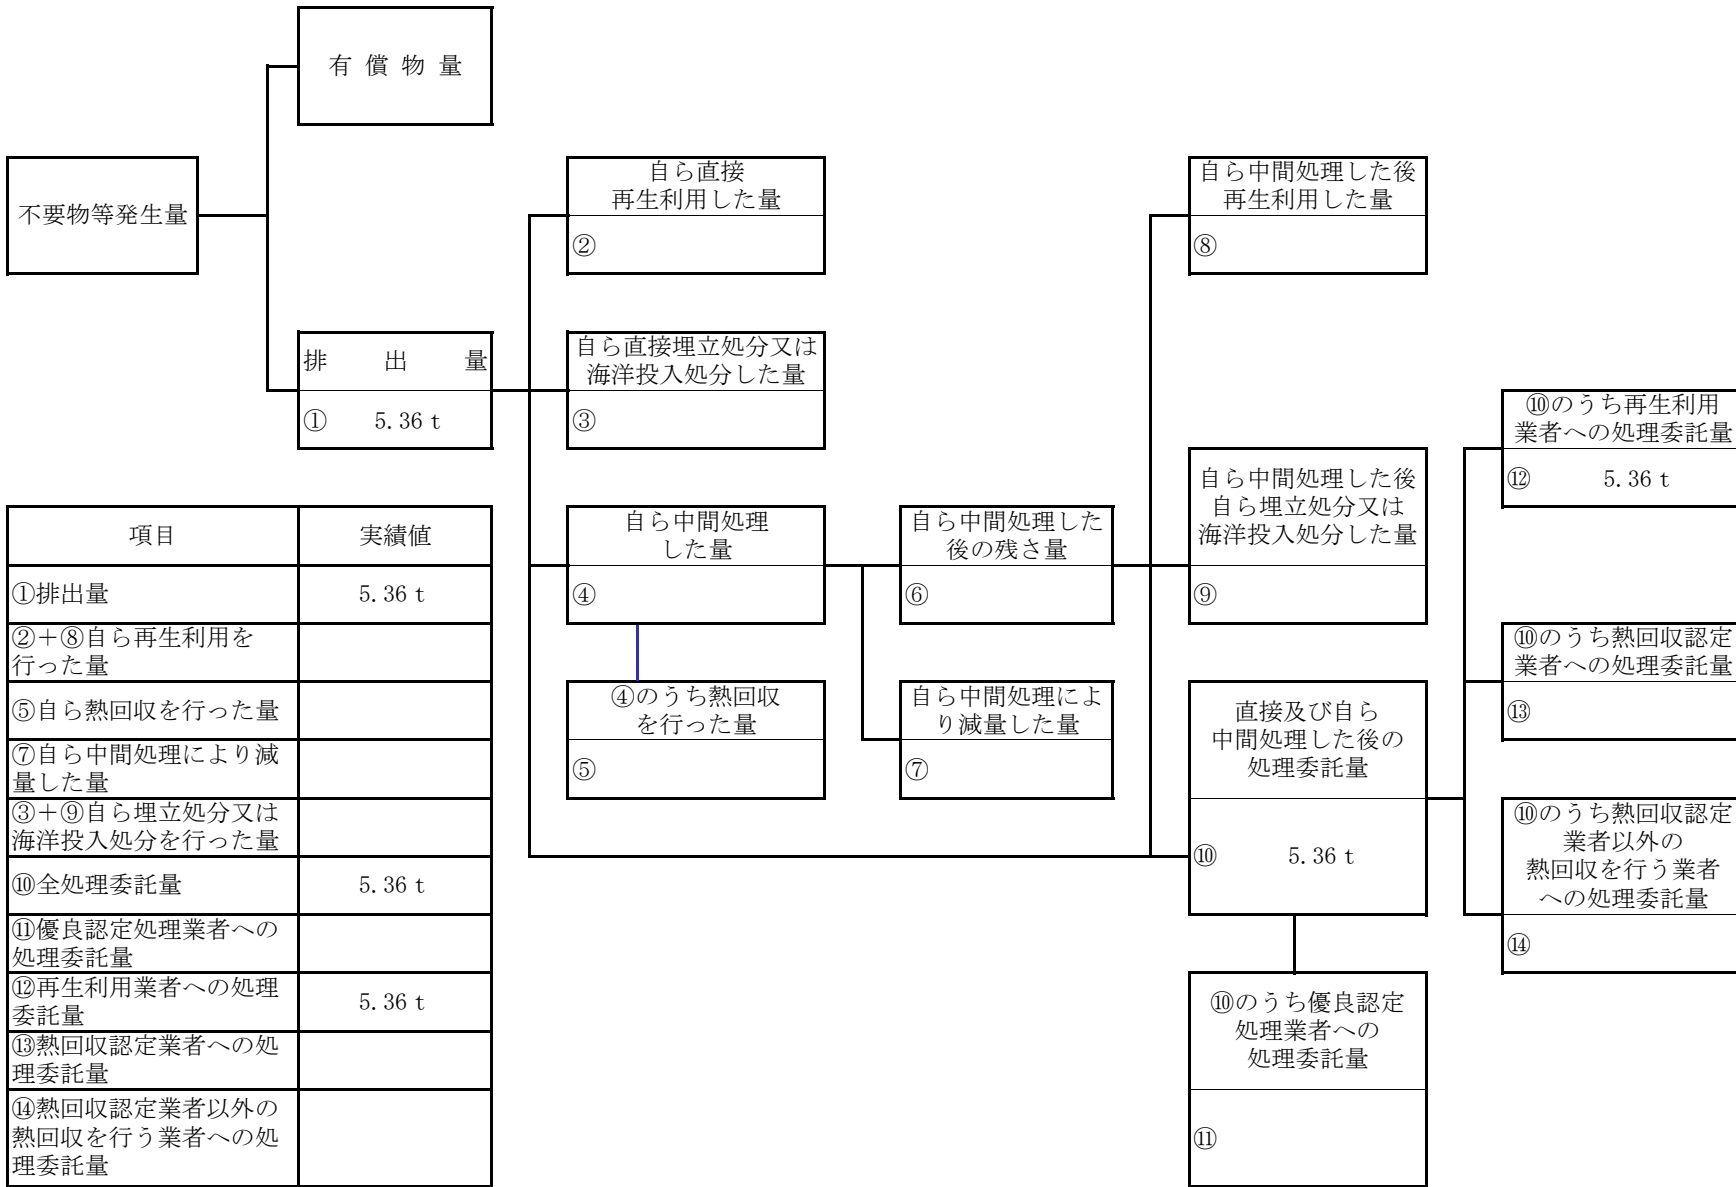 有償物量
不要物等発生量
自ら直接
再生利用した量
②
自ら中間処理した後
再生利用した量
⑧
排出量
① 5.36 t
自ら直接埋立処分又は
海洋投入処分した量
③
⑩のうち再生利用
業者への処理委託量
⑫ 5.36 t
自ら中間処理した後
自ら埋立処分又は
海洋投入処分した量
⑨
自ら中間処理
した量
④
自ら中間処理した
後の残さ量
⑥
④のうち熱回収
を行った量
⑤
自ら中間処理によ
り減量した量
⑦
⑩のうち熱回収認定
業者への処理委託量
⑬
直接及び自ら
中間処理した後の
処理委託量
⑩ 5.36 t
⑩のうち熱回収認定
業者以外の
熱回収を行う業者
への処理委託量
⑭
⑩のうち優良認定
処理業者への
処理委託量
⑪
項目 実績値
①排出量 5.36 t
②+⑧自ら再生利用を
行った量
⑤自ら熱回収を行った量
⑦自ら中間処理により減
量した量
③+⑨自ら埋立処分又は
海洋投入処分を行った量
⑩全処理委託量 5.36 t
⑪優良認定処理業者への
処理委託量
⑫再生利用業者への処理
委託量 5.36 t
⑬熱回収認定業者への処
理委託量
⑭熱回収認定業者以外の
熱回収を行う業者への処
理委託量